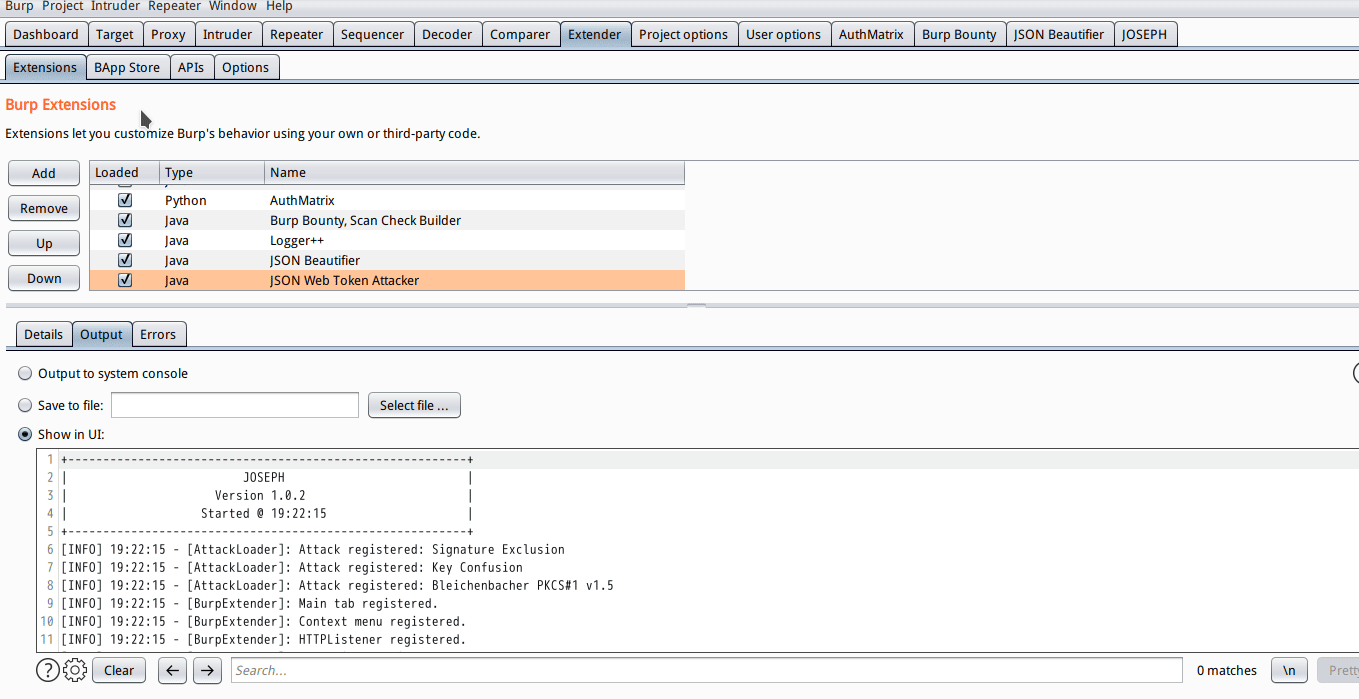 Burp Project Intruder Repeater Window Help
Dashboard Target Proxy Intruder Repeater Sequencer Decoder Comparer Extender Project options User options AuthMatrix Burp Bounty JSON Beautifier JOSEPH
Extensions BApp Store APIs Options
Burp Extensions
Extensions let you customize Burp's behavior using your own or third-party code.
Add
Remove
Up
Down
Loaded Type Name
Python AuthMatrix
Java Burp Bounty, Scan Check Builder
Java Logger++
Java JSON Beautifier
Java JSON Web Token Attacker
Details Output Errors
Output to system console
Save to file: Select file ...
Show in UI:
1 +---------------------------------------------------------+
2 | JOSEPH |
3 | Version 1.0.2 |
4 | Started @ 19:22:15 |
5 +---------------------------------------------------------+
6 [INFO] 19:22:15 - [AttackLoader]: Attack registered: Signature Exclusion
7 [INFO] 19:22:15 - [AttackLoader]: Attack registered: Key Confusion
8 [INFO] 19:22:15 - [AttackLoader]: Attack registered: Bleichenbacher PKCS#1 v1.5
9 [INFO] 19:22:15 - [BurpExtender]: Main tab registered.
10 [INFO] 19:22:15 - [BurpExtender]: Context menu registered.
11 [INFO] 19:22:15 - [BurpExtender]: HTTPListener registered.
? Clear ← → Search... 0 matches \n Pretty